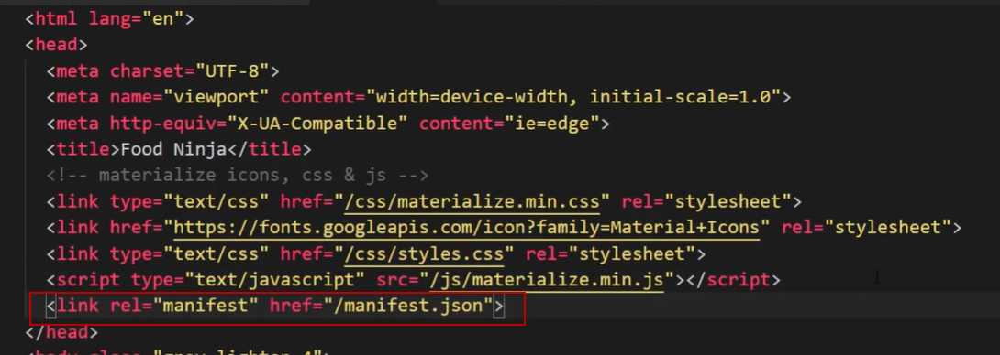 <html lang="en">
<head>
<meta charset="UTF-8">
<meta name="viewport" content="width=device-width, initial-scale=1.0">
<meta http-equiv="X-UA-Compatible" content="ie=edge">
<title>Food Ninja</title>
<!-- materialize icons, css & js -->
<link type="text/css" href="/css/materialize.min.css" rel="stylesheet">
<link href="https://fonts.googleapis.com/icon?family=Material+Icons" rel="stylesheet">
<link type="text/css" href="/css/styles.css" rel="stylesheet">
<script type="text/javascript" src="/js/materialize.min.js"></script>
<link rel="manifest" href="/manifest.json">
</head>
<body class="grey lighten-4">